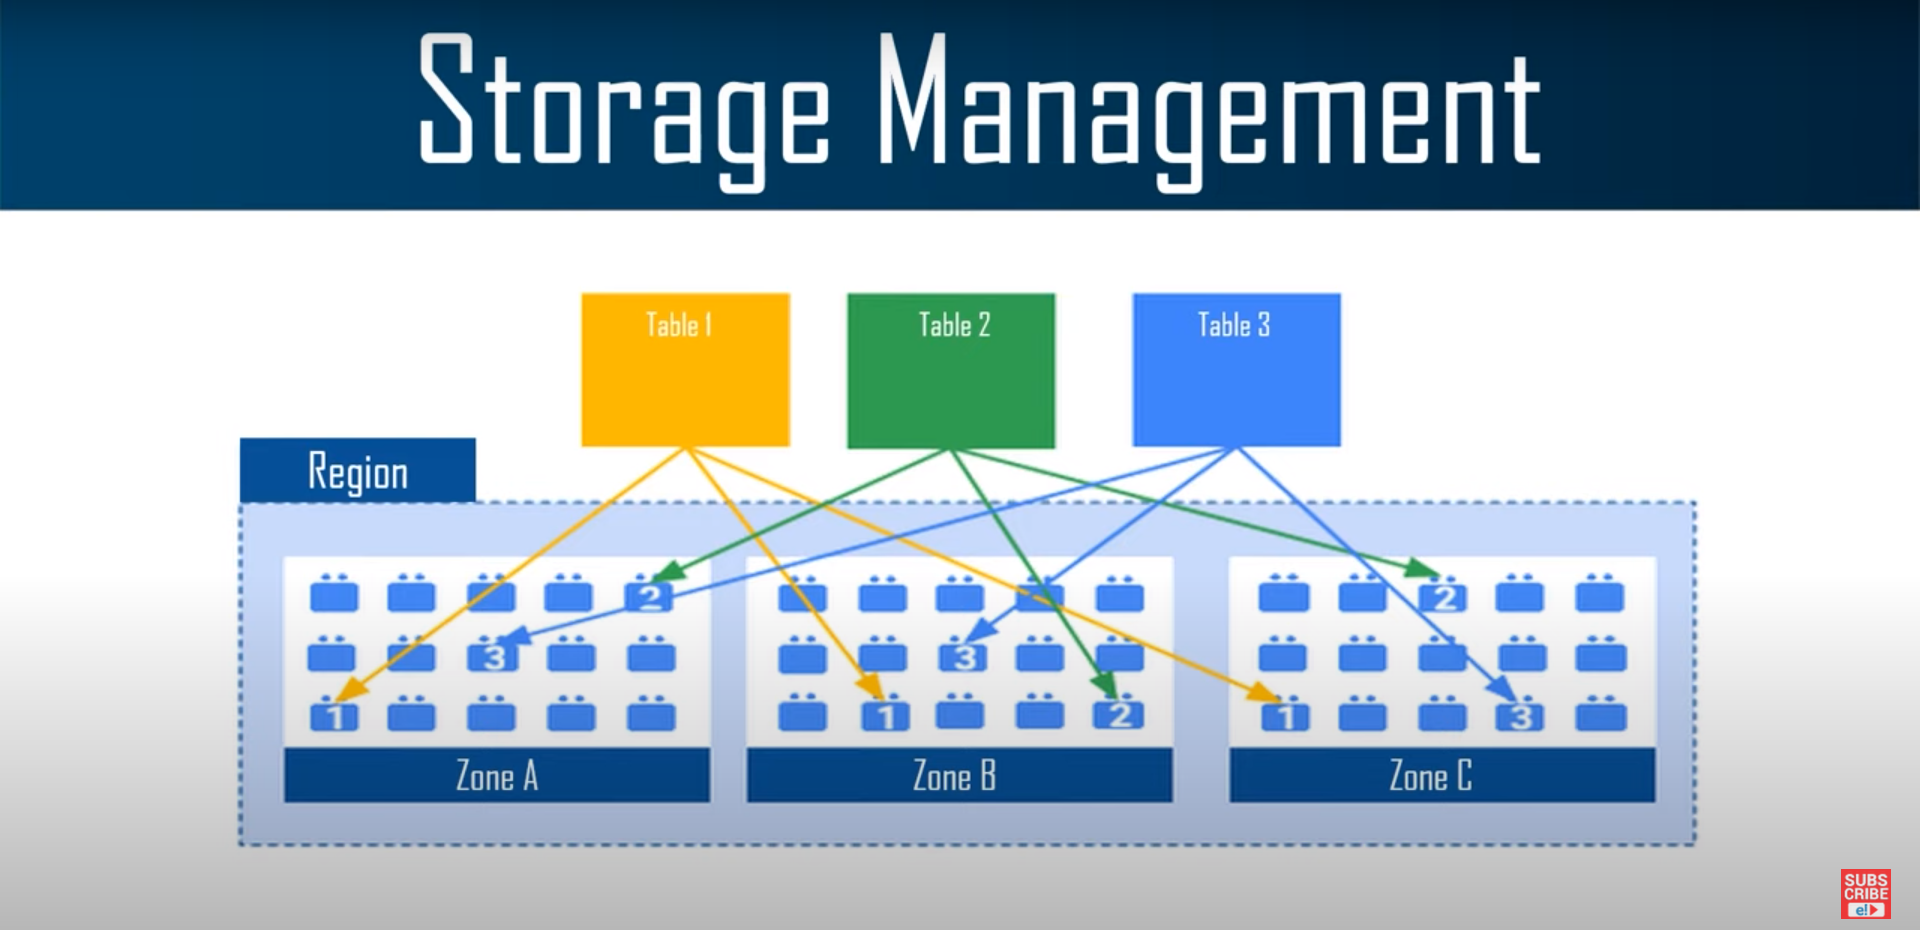 Storage Management
Table 1
Table 2
Table 3
Region
2
2
3
3
1
1
2
1
3
Zone A
Zone B
Zone C
SUBS
CRIBE
e!